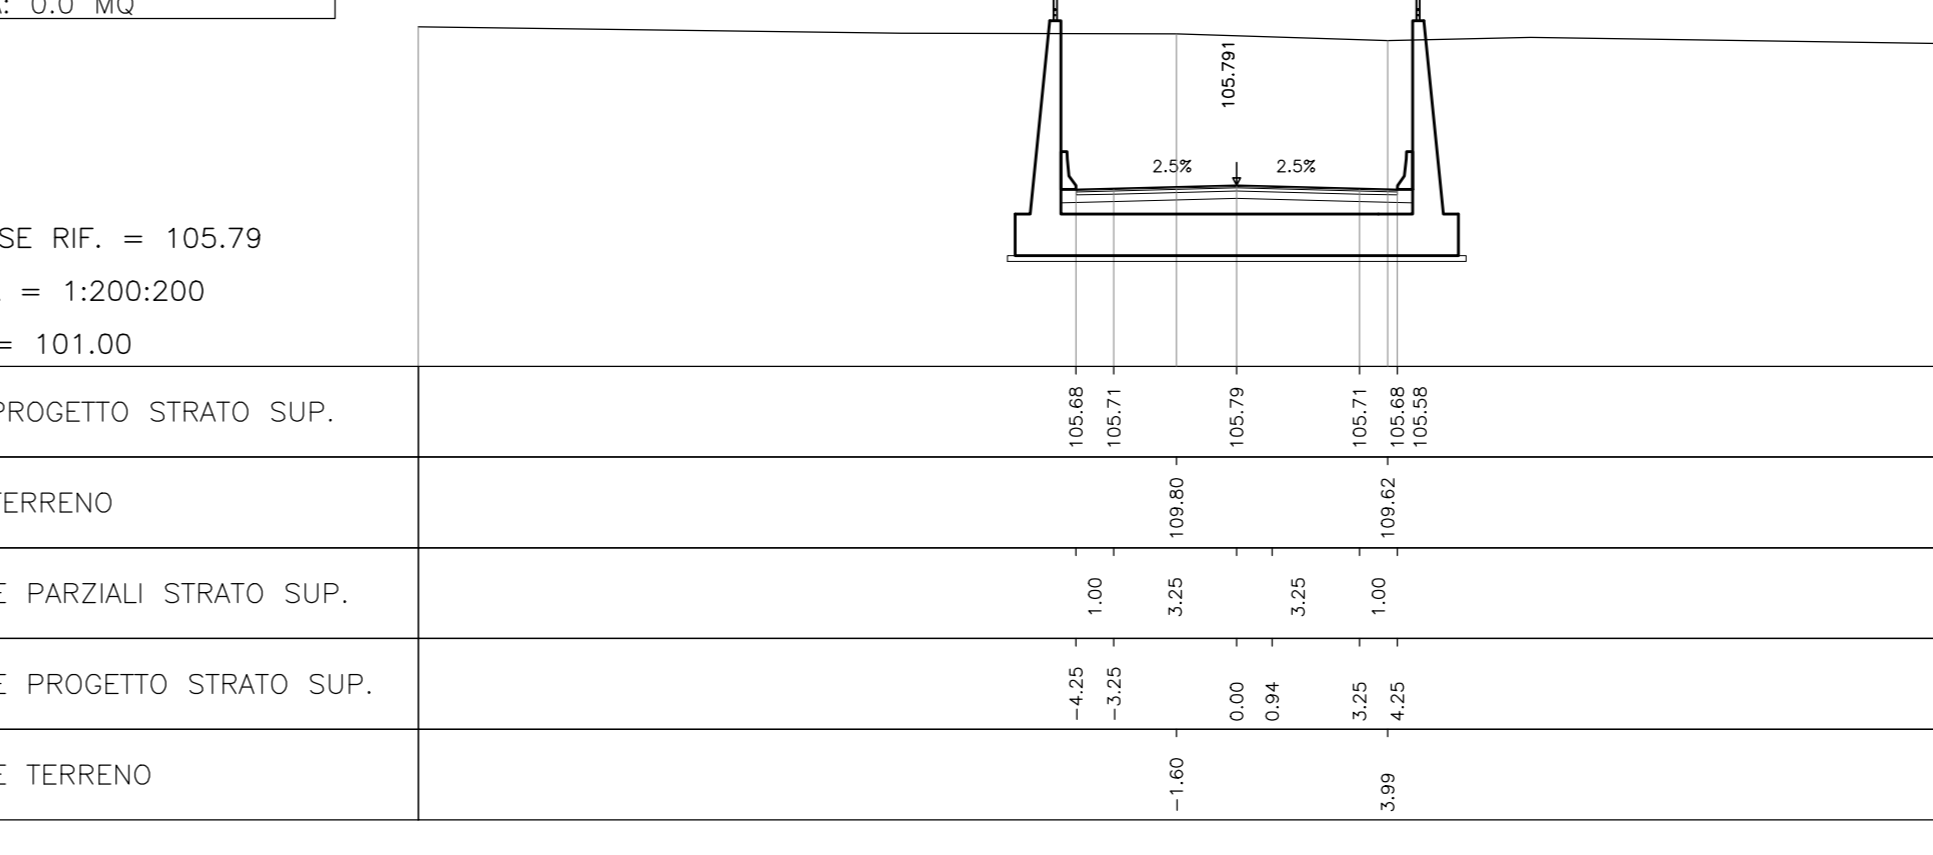 A: 0.0 MQ
105.791
2.5% 2.5%
SE RIF. = 105.79
= 1:200:200
= 101.00
PROGETTO STRATO SUP.
105.68 105.71 105.79 105.71 105.68 105.58
TERRENO
109.80 109.62
E PARZIALI STRATO SUP.
1.00 3.25 3.25 1.00
E PROGETTO STRATO SUP.
-4.25 -3.25 0.00 0.94 3.25 4.25
E TERRENO
-1.60 3.99